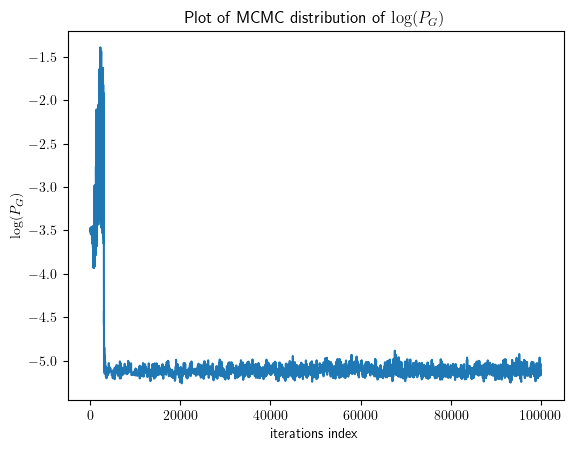 Plot of MCMC distribution of log(P_G)
−1.5
−2.0
−2.5
−3.0
−3.5
−4.0
−4.5
−5.0
log(P_G)
0 20000 40000 60000 80000 100000
iterations index